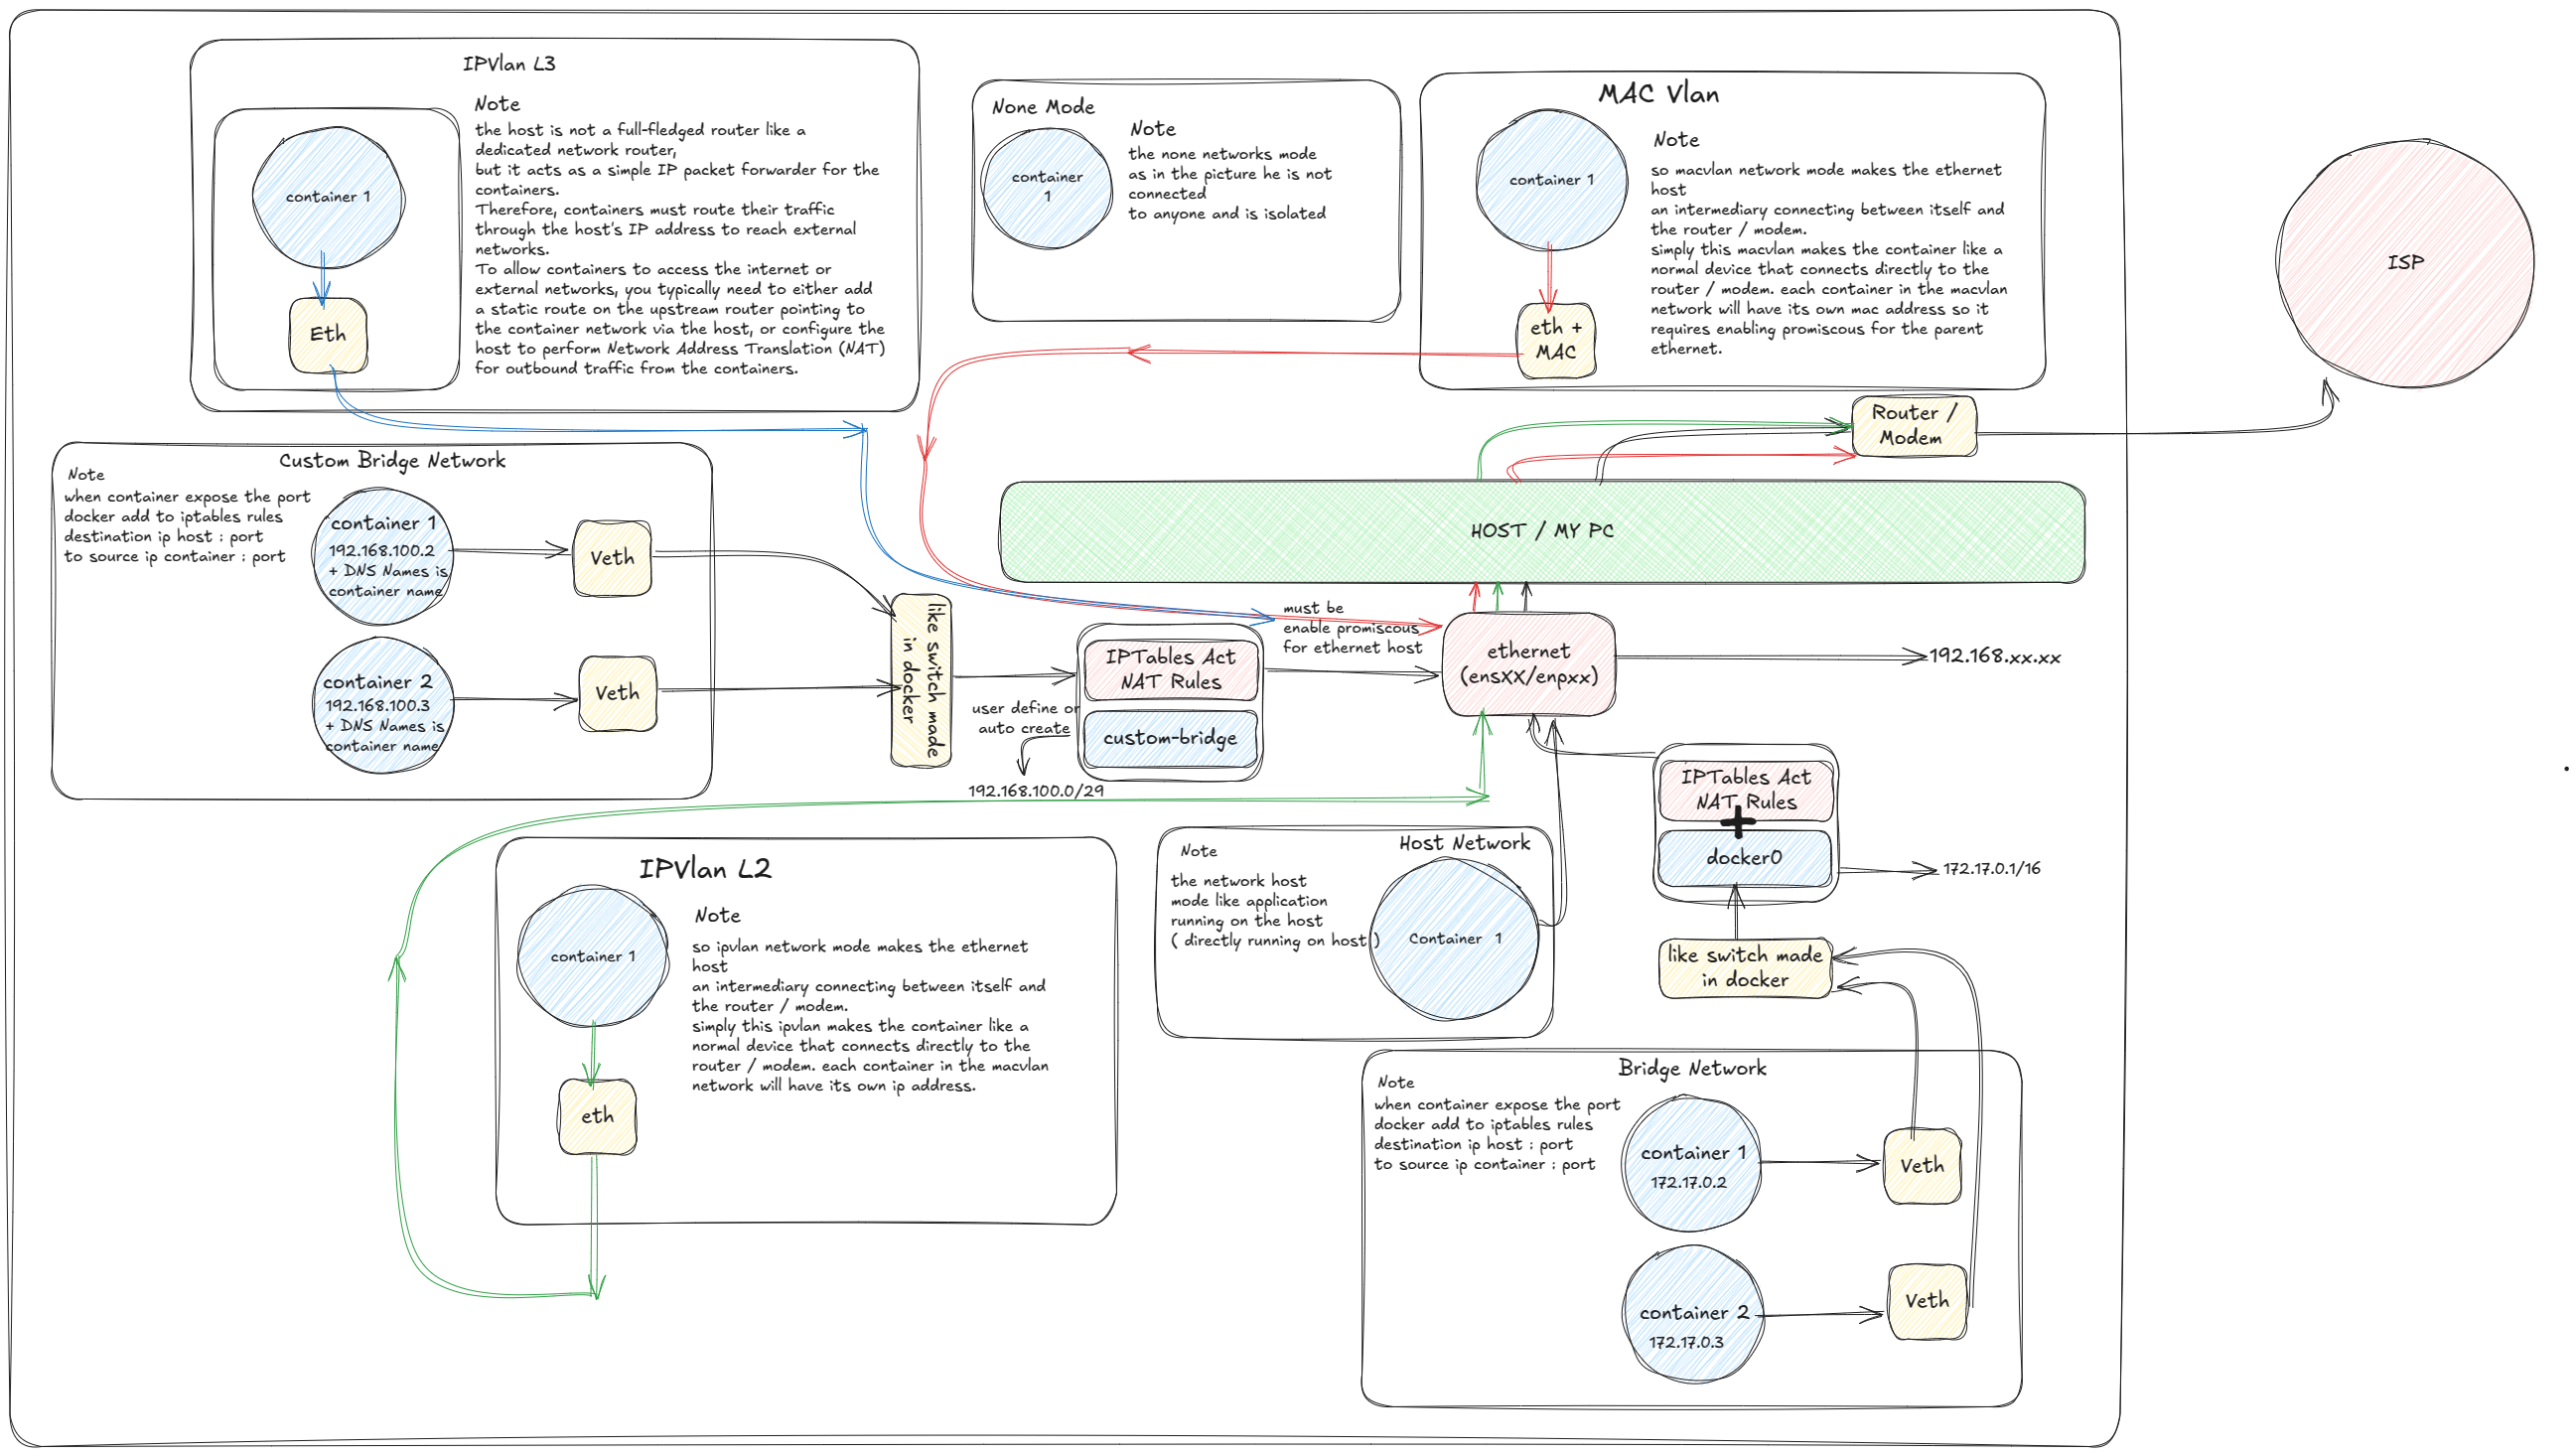 IPVlan L3
container 1
Eth
Note
the host is not a full-fledged router like a
dedicated network router,
but it acts as a simple IP packet forwarder for the
containers.
Therefore, containers must route their traffic
through the host's IP address to reach external
networks.
To allow containers to access the internet or
external networks, you typically need to either add
a static route on the upstream router pointing to
the container network via the host, or configure the
host to perform Network Address Translation (NAT)
for outbound traffic from the containers.
None Mode
container
1
Note
the none networks mode
as in the picture he is not
connected
to anyone and is isolated
MAC Vlan
container 1
eth +
MAC
Note
so macvlan network mode makes the ethernet
host
an intermediary connecting between itself and
the router / modem.
simply this macvlan makes the container like a
normal device that connects directly to the
router / modem. each container in the macvlan
network will have its own mac address so it
requires enabling promiscous for the parent
ethernet.
ISP
Router /
Modem
HOST / MY PC
Custom Bridge Network
Note
when container expose the port
docker add to iptables rules
destination ip host : port
to source ip container : port
container 1
192.168.100.2
+ DNS Names is
container name
Veth
container 2
192.168.100.3
+ DNS Names is
container name
Veth
like switch made
in docker
IPTables Act
NAT Rules
custom-bridge
user define or
auto create
192.168.100.0/29
must be
enable promiscous
for ethernet host
ethernet
(ensXX/enpxx)
192.168.xx.xx
IPTables Act
NAT Rules
+
docker0
172.17.0.1/16
like switch made
in docker
IPVlan L2
container 1
eth
Note
so ipvlan network mode makes the ethernet
host
an intermediary connecting between itself and
the router / modem.
simply this ipvlan makes the container like a
normal device that connects directly to the
router / modem. each container in the macvlan
network will have its own ip address.
Host Network
Note
the network host
mode like application
running on the host
( directly running on host )
Container 1
Bridge Network
Note
when container expose the port
docker add to iptables rules
destination ip host : port
to source ip container : port
container 1
172.17.0.2
Veth
container 2
172.17.0.3
Veth